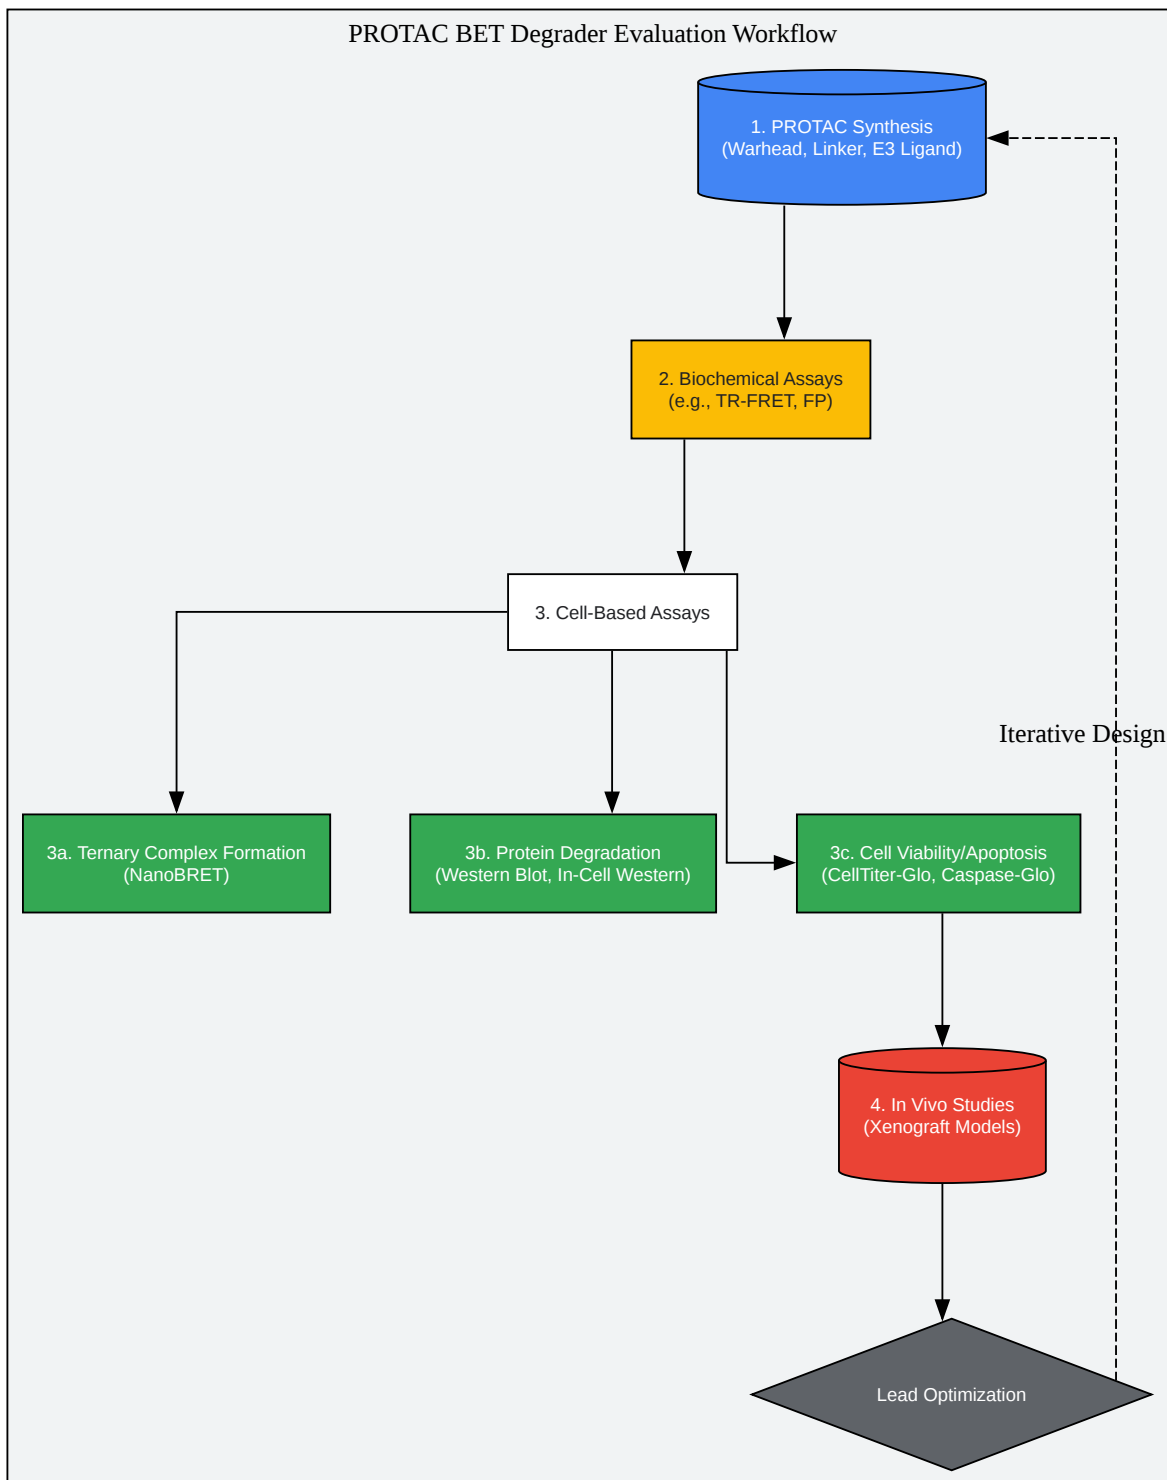 PROTAC BET Degrader Evaluation Workflow
1. PROTAC Synthesis
(Warhead, Linker, E3 Ligand)
2. Biochemical Assays
(e.g., TR-FRET, FP)
3. Cell-Based Assays
Iterative Design
3a. Ternary Complex Formation
(NanoBRET)
3b. Protein Degradation
(Western Blot, In-Cell Western)
3c. Cell Viability/Apoptosis
(CellTiter-Glo, Caspase-Glo)
4. In Vivo Studies
(Xenograft Models)
Lead Optimization